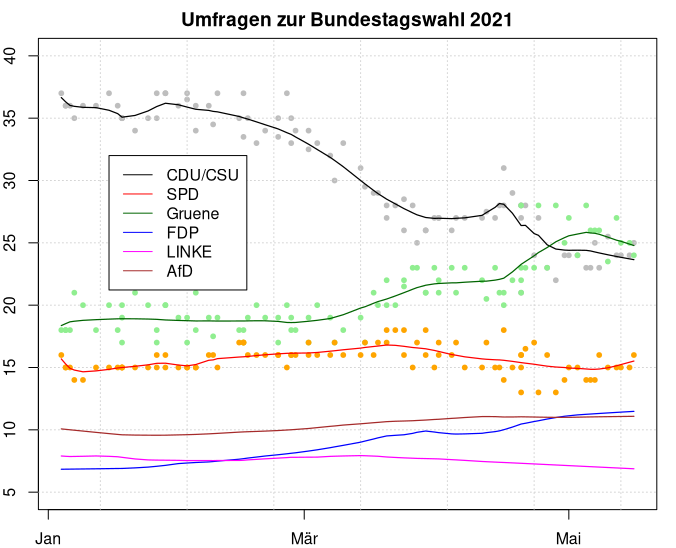 Umfragen zur Bundestagswahl 2021
40
35
30
25
20
15
10
5
CDU/CSU
SPD
Gruene
FDP
LINKE
AfD
Jan
Mär
Mai